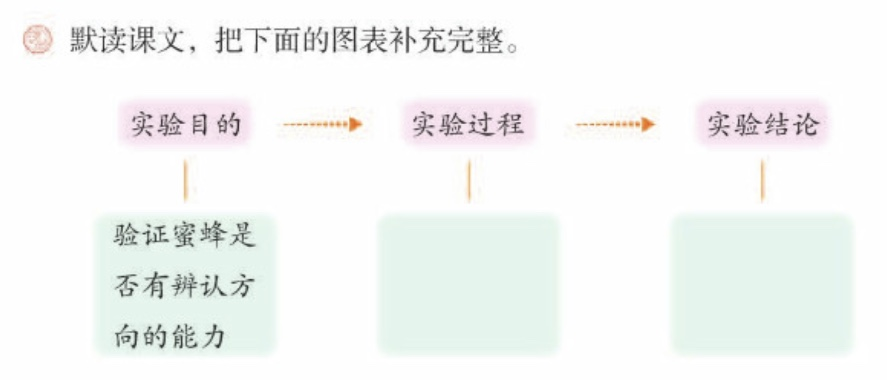 默读课文，把下面的图表补充完整。
实验目的 实验过程 实验结论
验证蜜蜂是
否有辨认方
向的能力